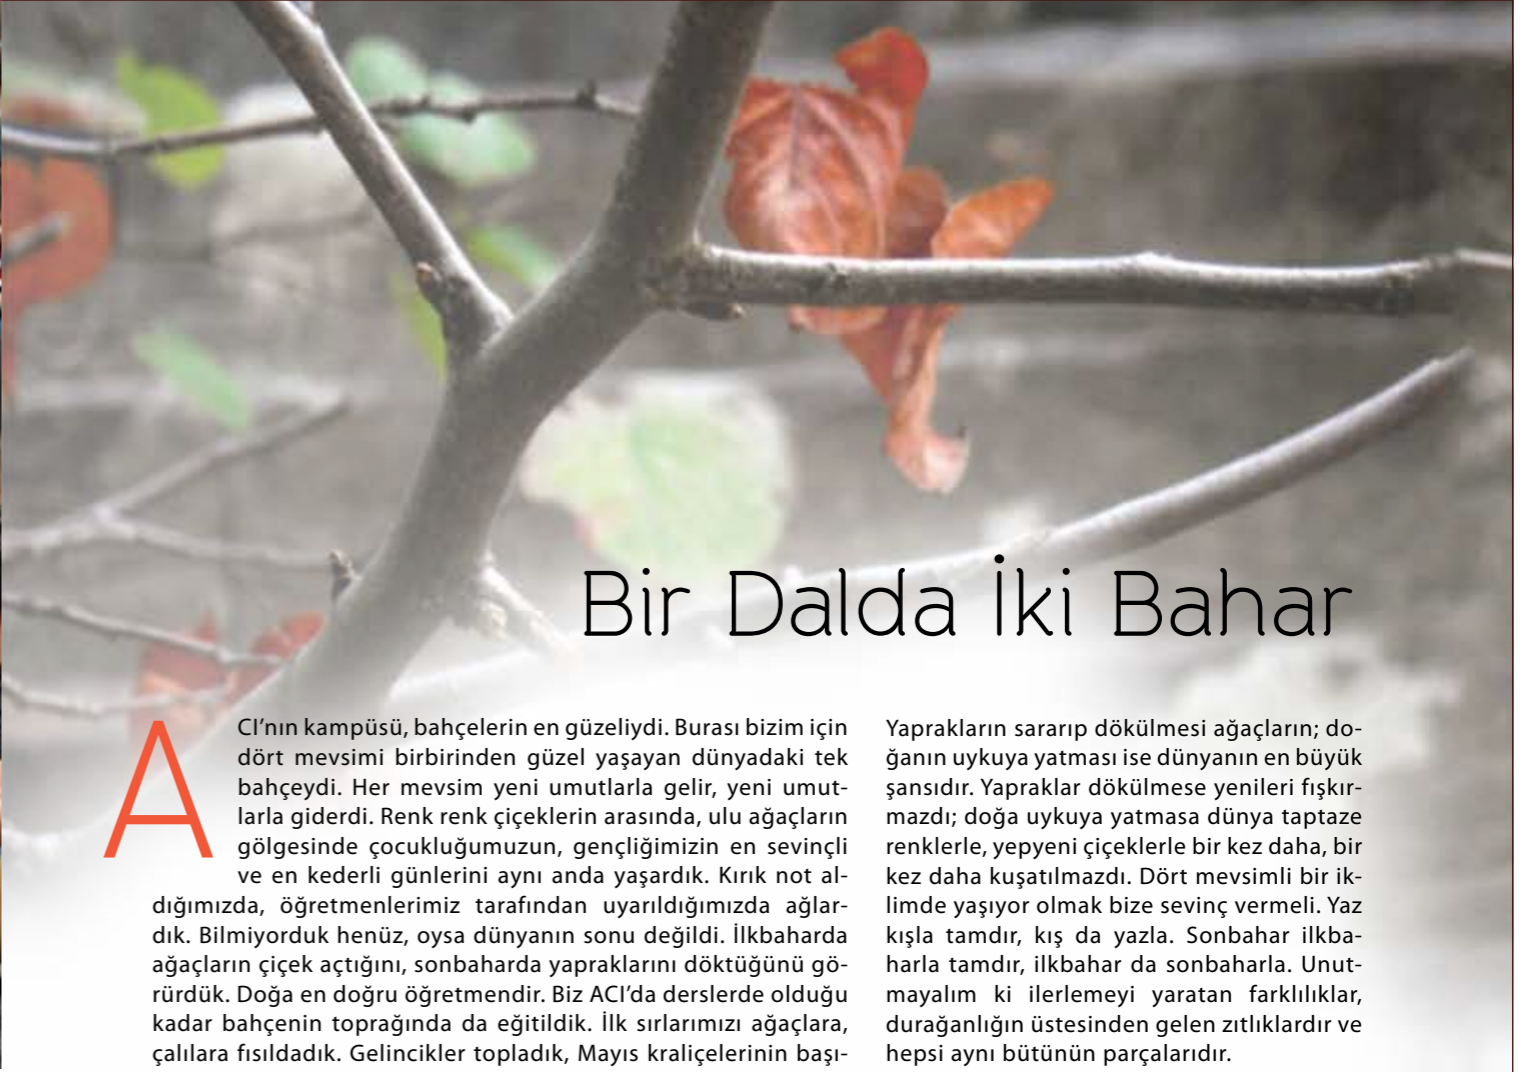 Bir Dalda İki Bahar
ACI’nın kampüsü, bahçelerin en güzeliydi. Burası bizim için
dört mevsimi birbirinden güzel yaşayan dünyadaki tek
bahçeydi. Her mevsim yeni umutlarla gelir, yeni umut-
larla giderdi. Renk renk çiçeklerin arasında, ulu ağaçların
gölgesinde çocukluğumuzun, gençliğimizin en sevinçli
ve en kederli günlerini aynı anda yaşardık. Kırık not al-
dığımızda, öğretmenlerimiz tarafından uyarıldığımızda ağlar-
dık. Bilmiyorduk henüz, oysa dünyanın sonu değildi. İlkbaharda
ağaçların çiçek açtığını, sonbaharda yapraklarını döktüğünü gö-
rürdük. Doğa en doğru öğretmendir. Biz ACI’da derslerde olduğu
kadar bahçenin toprağında da eğitildik. İlk sırlarımızı ağaçlara,
çalılara fısıldadık. Gelincikler topladık, Mayıs kraliçelerinin başı-
Yaprakların sararıp dökülmesi ağaçların; do-
ğanın uykuya yatması ise dünyanın en büyük
şansıdır. Yapraklar dökülmese yenileri fışkır-
mazdı; doğa uykuya yatmasa dünya taptaze
renklerle, yepyeni çiçeklerle bir kez daha, bir
kez daha kuşatılmazdı. Dört mevsimli bir ik-
limde yaşıyor olmak bize sevinç vermeli. Yaz
kışla tamdır, kış da yazla. Sonbahar ilkba-
harla tamdır, ilkbahar da sonbaharla. Unut-
mayalım ki ilerlemeyi yaratan farklılıklar,
durağanlığın üstesinden gelen zıtlıklardır ve
hepsi aynı bütünün parçalarıdır.